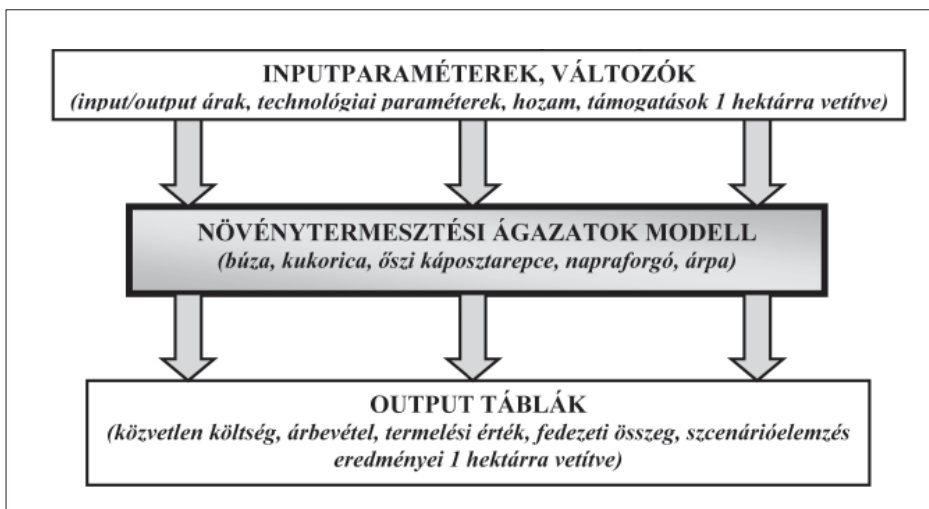 INPUTPARAMÉTEREK, VÁLTOZÓK
(input/output árak, technológiai paraméterek, hozam, támogatások 1 hektárra vetítve)
NÖVÉNYTERMESZTÉSI ÁGAZATOK MODELL
(búza, kukorica, őszi káposztarepce, napraforgó, árpa)
OUTPUT TÁBLÁK
(közvetlen költség, árbevétel, termelési érték, fedezeti összeg, szcenárióelemzés
eredményei 1 hektárra vetítve)